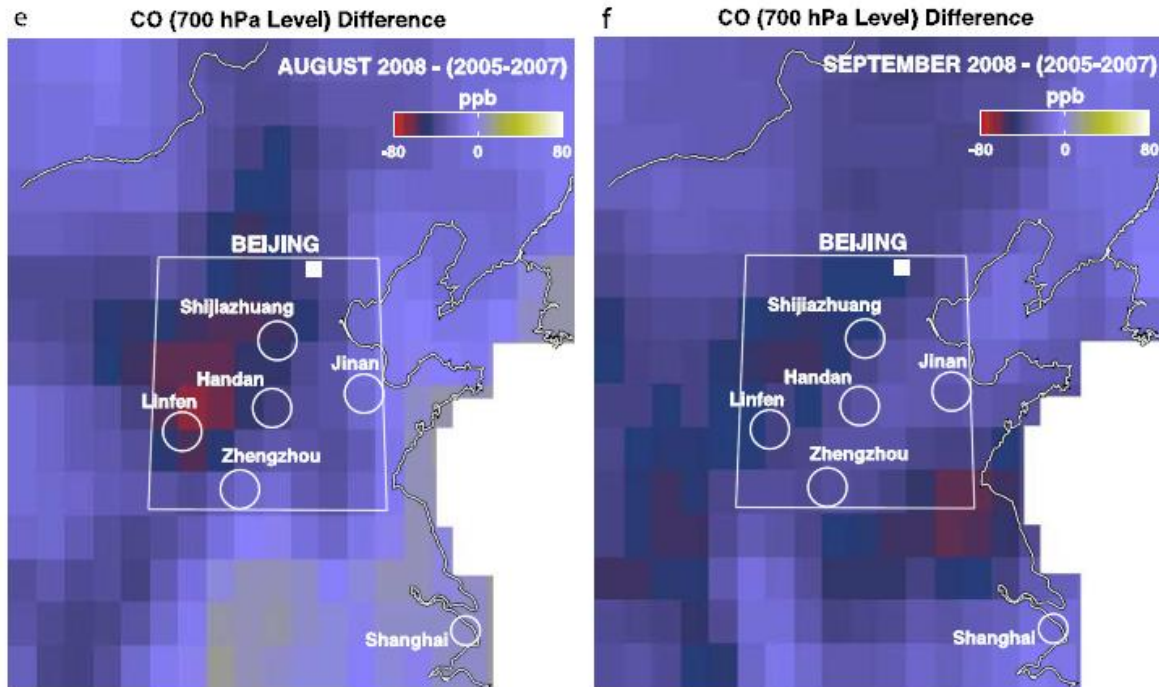 e
CO (700 hPa Level) Difference
AUGUST 2008 - (2005-2007)
ppb
-80 0 80
BEIJING
Shijiazhuang
Jinan
Handan
Linfen
Zhengzhou
Shanghai
f
CO (700 hPa Level) Difference
SEPTEMBER 2008 - (2005-2007)
ppb
-80 0 80
BEIJING
Shijiazhuang
Jinan
Handan
Linfen
Zhengzhou
Shanghai